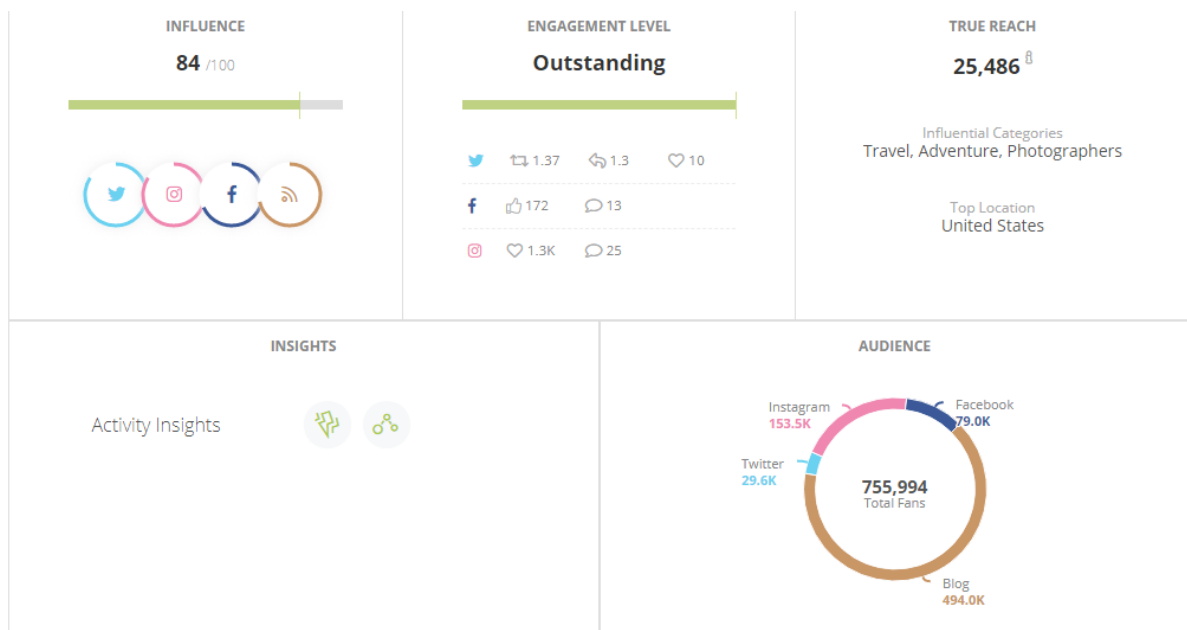 INFLUENCE
84 /100
ENGAGEMENT LEVEL
Outstanding
1.37 1.3 10
172 13
1.3K 25
TRUE REACH
25,486
Influential Categories
Travel, Adventure, Photographers
Top Location
United States
INSIGHTS
Activity Insights
AUDIENCE
Instagram
153.5K
Facebook
79.0K
Twitter
29.6K
755,994
Total Fans
Blog
494.0K